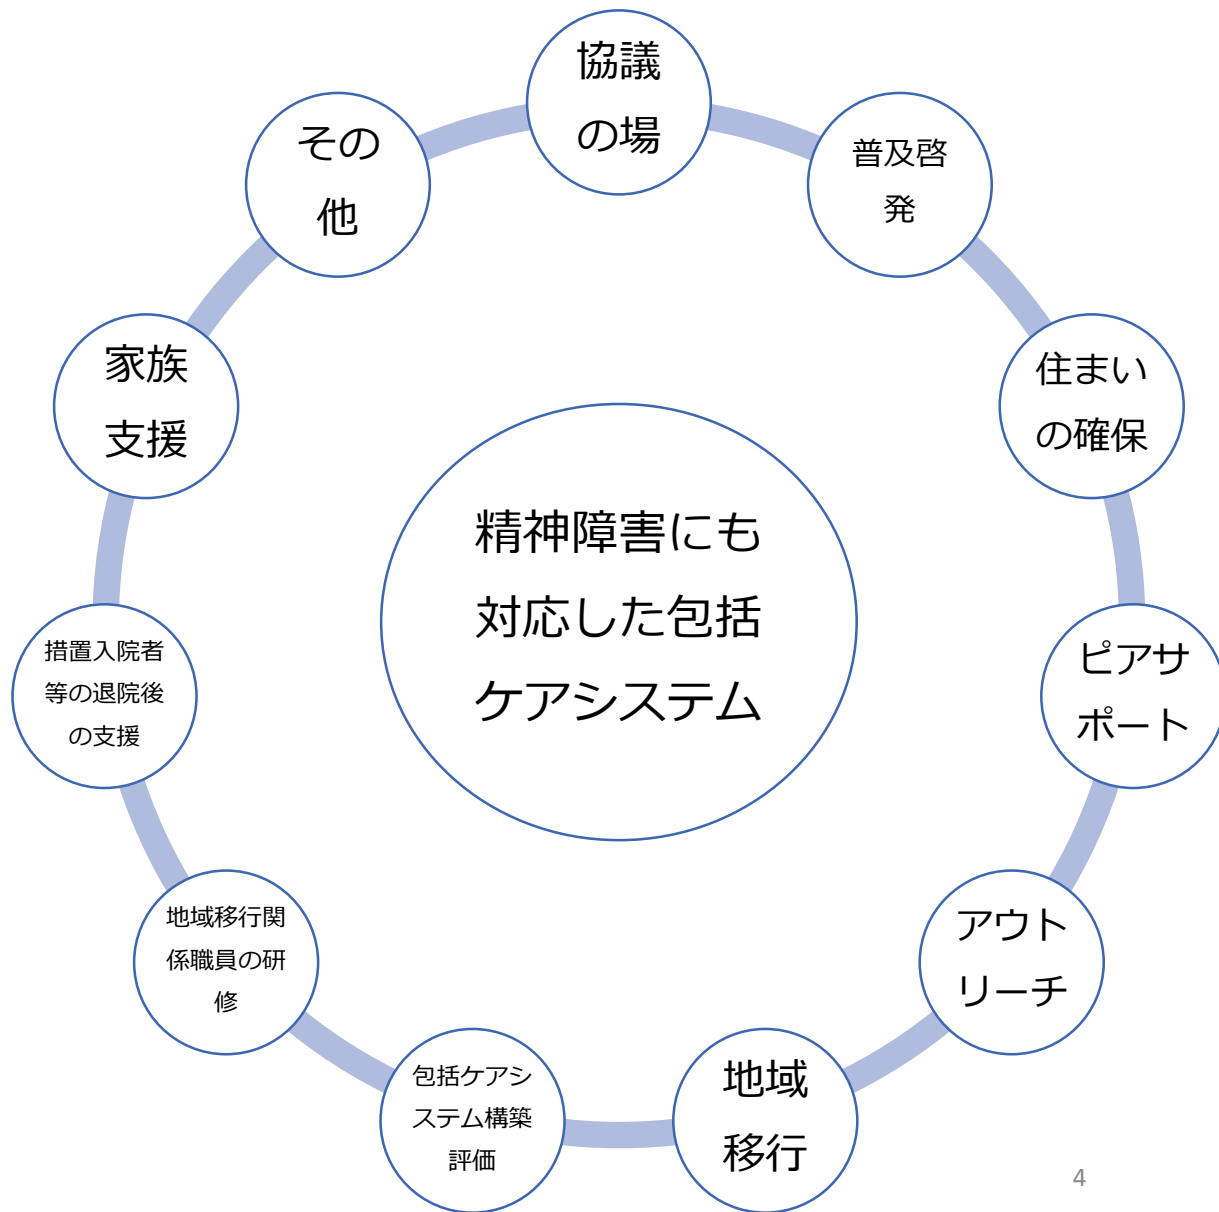 協議
の場
普及啓
発
住まい
の確保
ピアサ
ポート
アウト
リーチ
地域
移行
包括ケアシ
ステム構築
評価
地域移行関
係職員の研
修
措置入院者
等の退院後
の支援
家族
支援
その
他
精神障害にも
対応した包括
ケアシステム
4